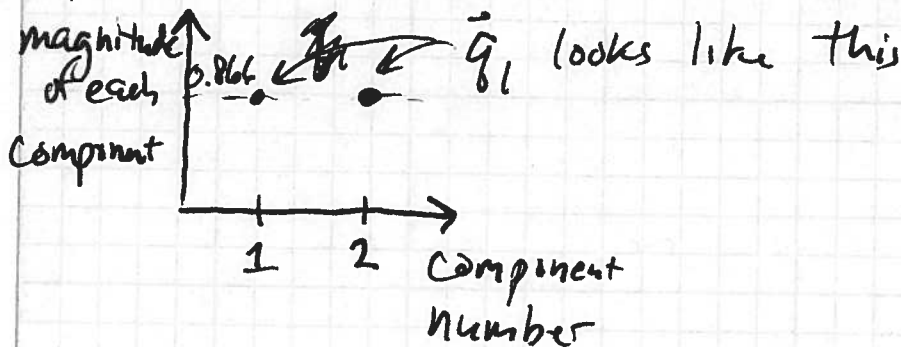 magnitude
of each
component
0.866
q⃗₁ looks like this
1 2
Component
number